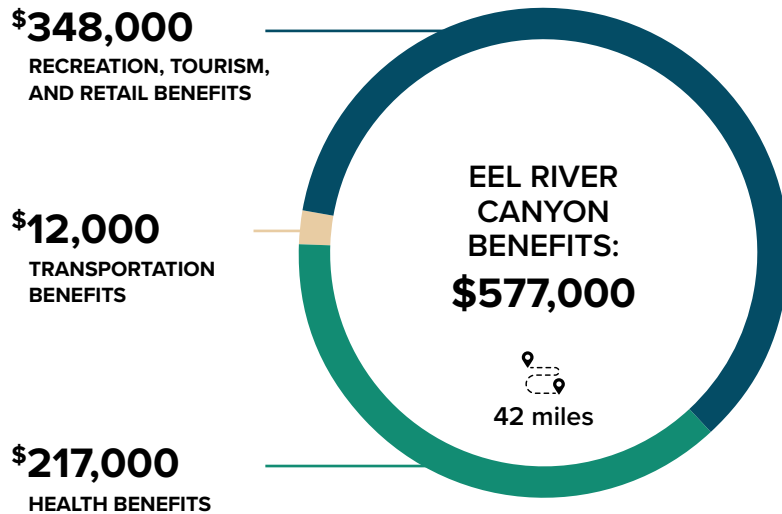 $348,000
RECREATION, TOURISM,
AND RETAIL BENEFITS
$12,000
TRANSPORTATION
BENEFITS
$217,000
HEALTH BENEFITS
EEL RIVER
CANYON
BENEFITS:
$577,000
42 miles